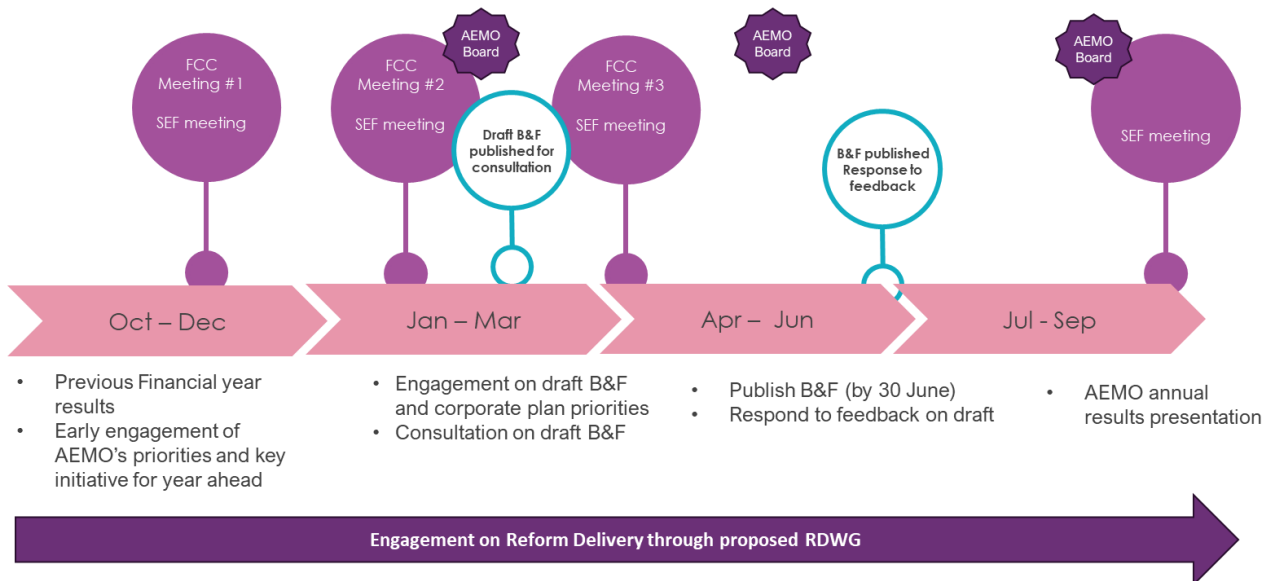 AEMO
Board
AEMO
Board
AEMO
Board
FCC
Meeting #1
SEF meeting
FCC
Meeting #2
SEF meeting
Draft B&F
published for
consultation
FCC
Meeting #3
SEF meeting
B&F published
Response to
feedback
SEF meeting
Oct – Dec
Jan – Mar
Apr – Jun
Jul - Sep
• Previous Financial year
results
• Early engagement of
AEMO's priorities and key
initiative for year ahead
• Engagement on draft B&F
and corporate plan priorities
• Consultation on draft B&F
• Publish B&F (by 30 June)
• Respond to feedback on draft
• AEMO annual
results presentation
Engagement on Reform Delivery through proposed RDWG